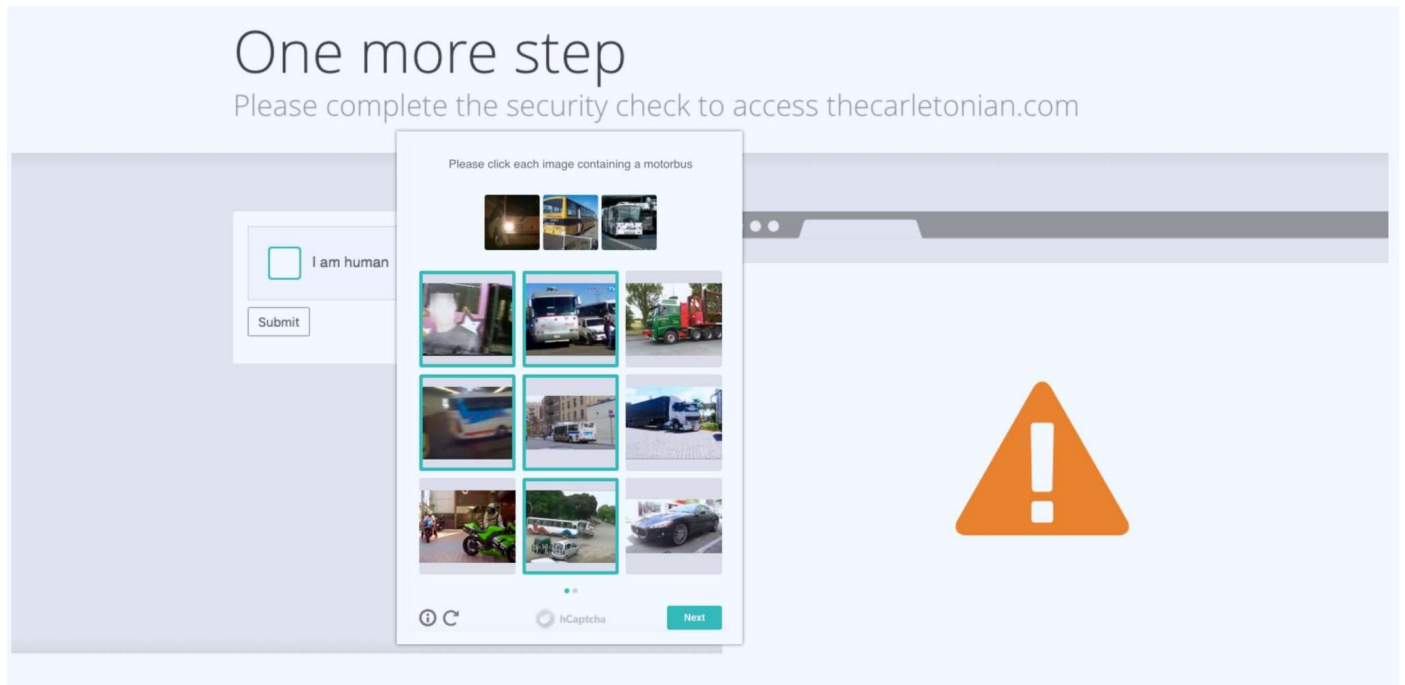 One more step
Please complete the security check to access thecarletonian.com
Please click each image containing a motorbus
I am human
Submit
hCaptcha
Next